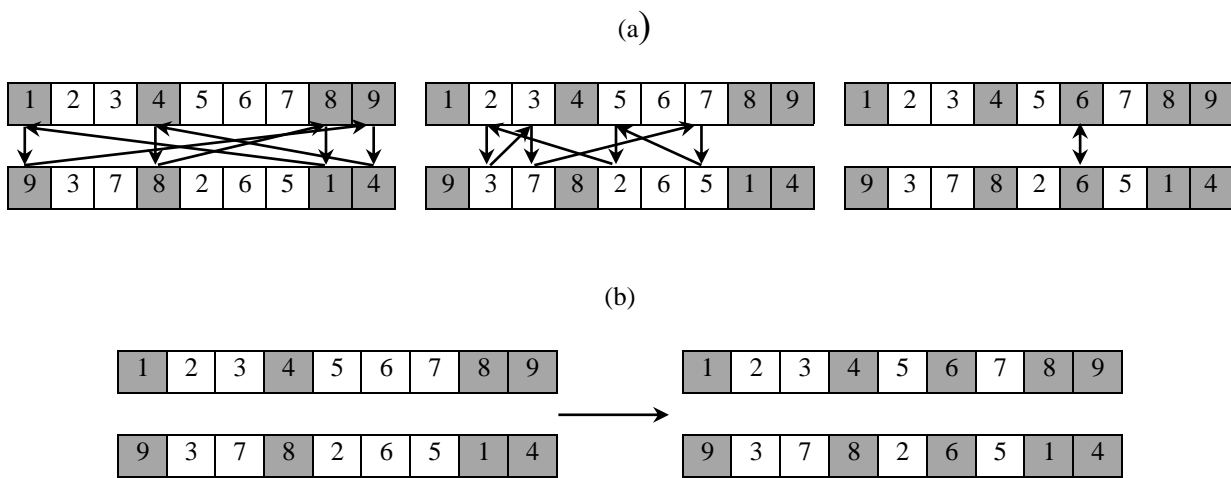 (a)
1 2 3 4 5 6 7 8 9 1 2 3 4 5 6 7 8 9 1 2 3 4 5 6 7 8 9
9 3 7 8 2 6 5 1 4 9 3 7 8 2 6 5 1 4 9 3 7 8 2 6 5 1 4
(b)
1 2 3 4 5 6 7 8 9 1 2 3 4 5 6 7 8 9
9 3 7 8 2 6 5 1 4 9 3 7 8 2 6 5 1 4